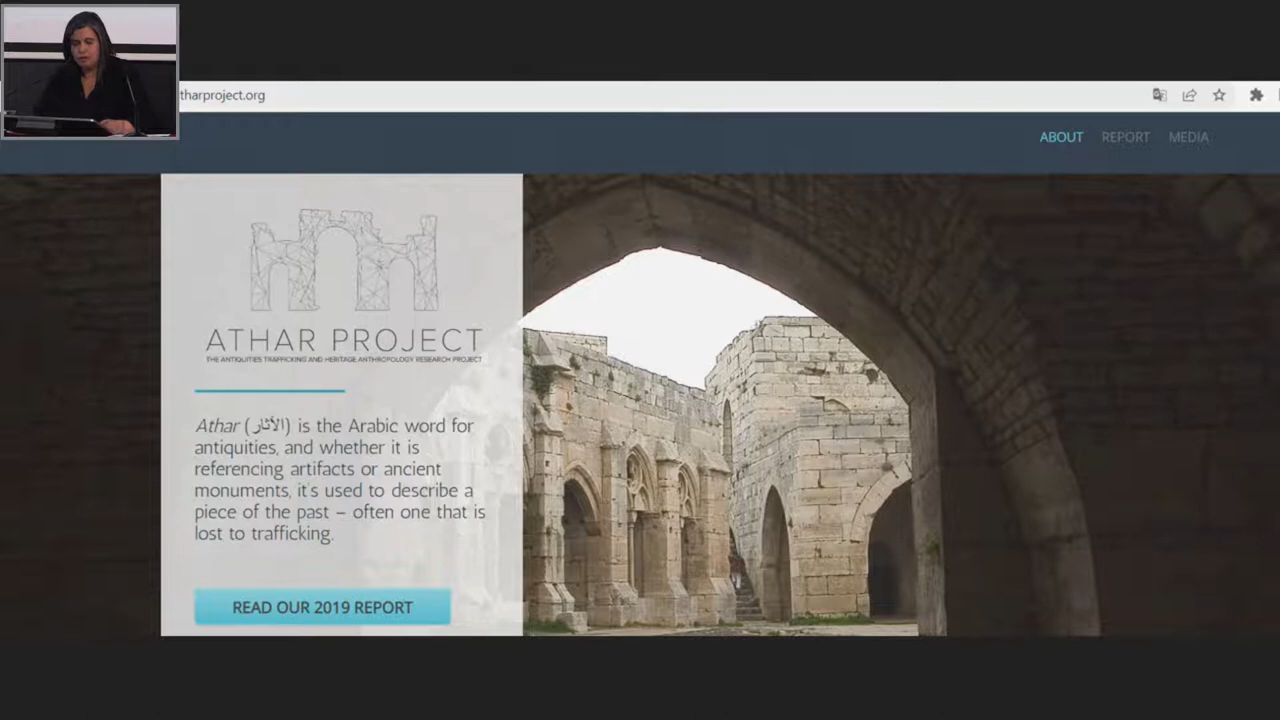 tharproject.org
ABOUT REPORT MEDIA
ATHAR PROJECT
THE ANTIQUITIES TRAFFICKING AND HERITAGE ANTHROPOLOGY RESEARCH PROJECT
Athar (الآثار) is the Arabic word for
antiquities, and whether it is
referencing artifacts or ancient
monuments, it's used to describe a
piece of the past – often one that is
lost to trafficking.
READ OUR 2019 REPORT